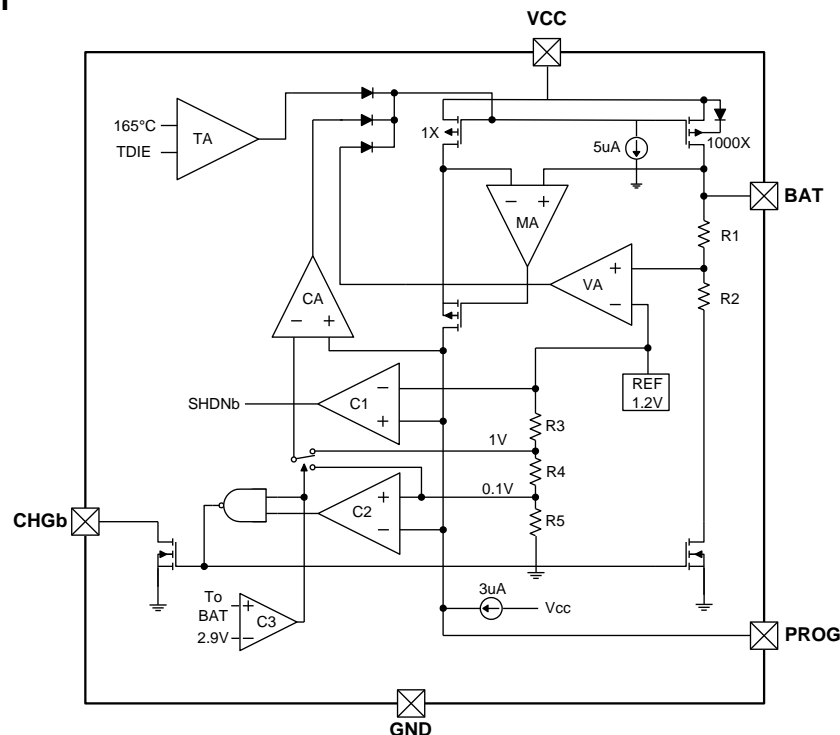 VCC
165°C
TA
TDIE
1X
5uA
1000X
BAT
− +
MA
R1
+
VA
−
R2
CA
− +
REF
1.2V
−
C1
+
SHDNb
R3
1V
R4
0.1V
+
C2
−
R5
CHGb
3uA
Vcc
To
BAT
+
C3
2.9V
−
PROG
GND